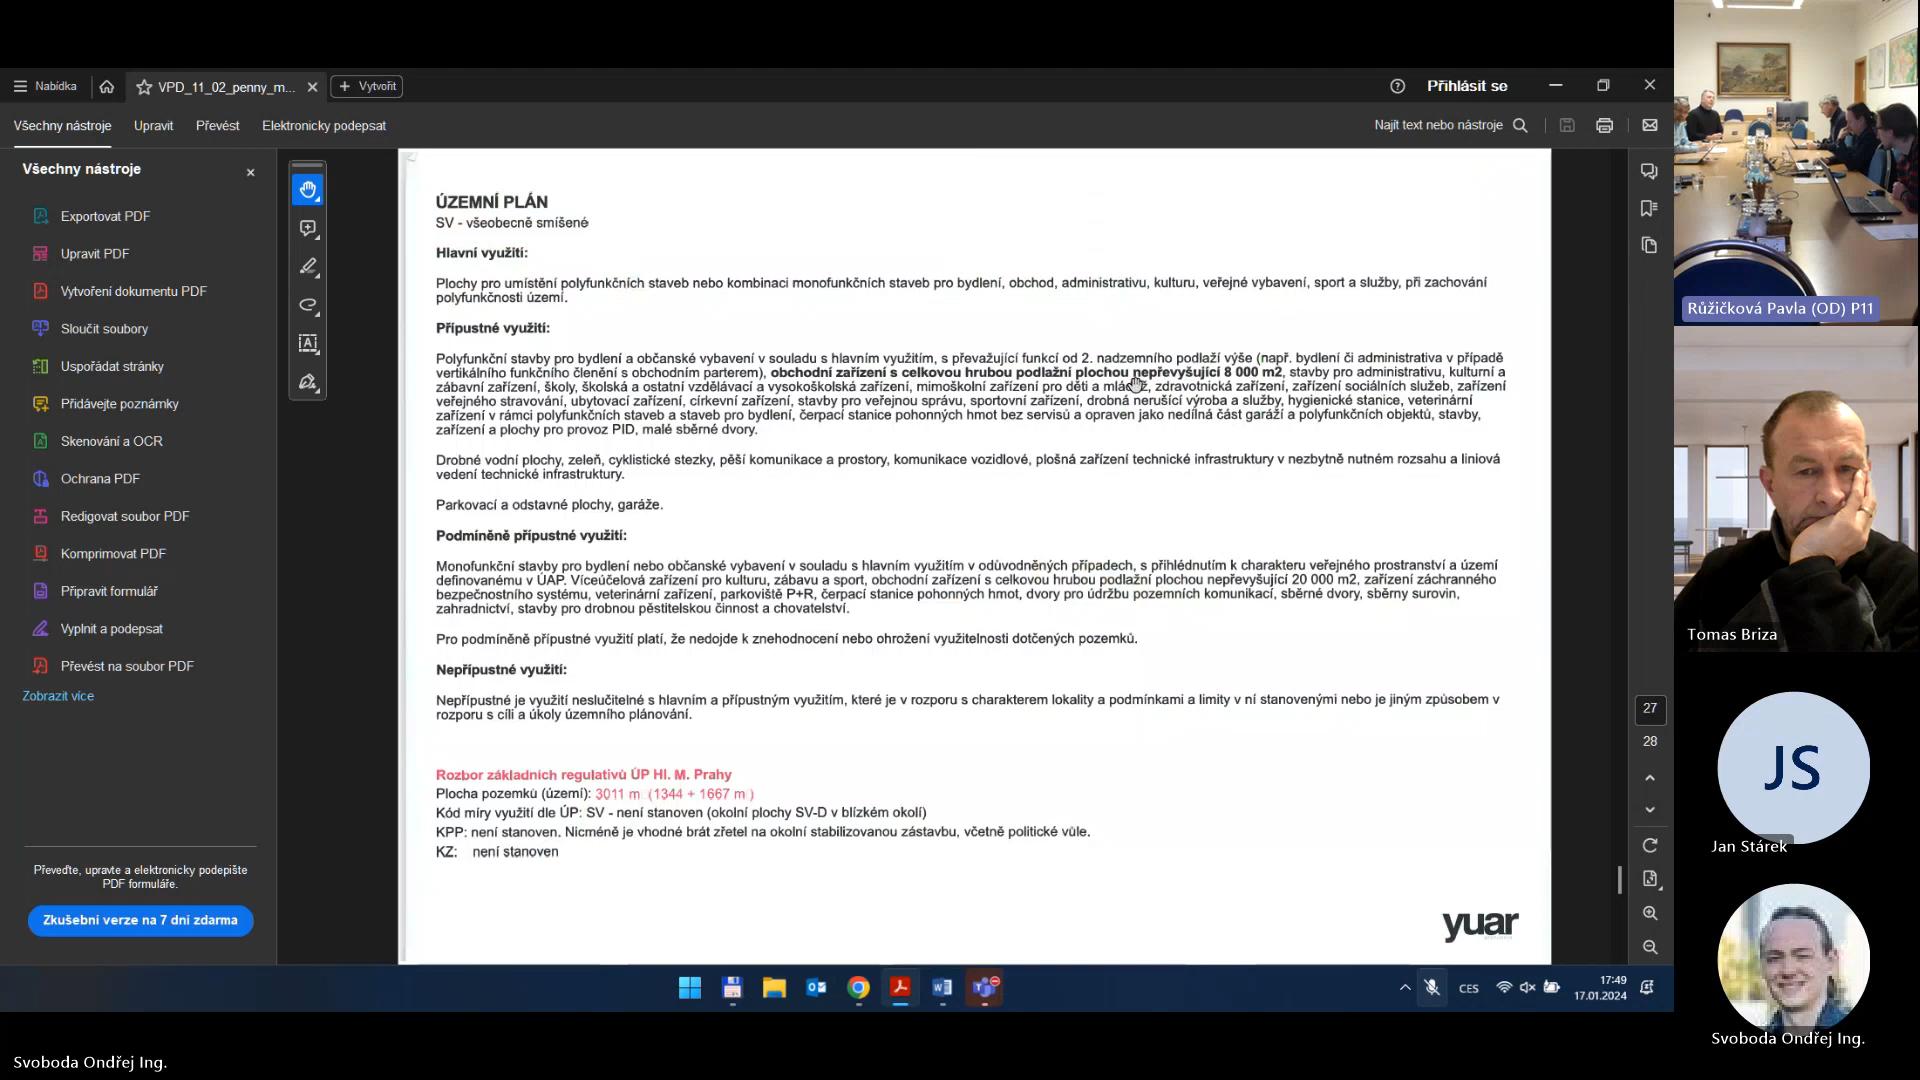 Nabídka
VPD_11_02_penny_m...
Vytvořit
Přihlásit se
Všechny nástroje
Upravit
Převést
Elektronicky podepsat
Najít text nebo nástroje
Všechny nástroje
Exportovat PDF
Upravit PDF
Vytvoření dokumentu PDF
Sloučit soubory
Uspořádat stránky
Přidávejte poznámky
Skenování a OCR
Ochrana PDF
Redigovat soubor PDF
Komprimovat PDF
Připravit formulář
Vyplnit a podepsat
Převést na soubor PDF
Zobrazit více
Převeďte, upravte a elektronicky podepište
PDF formuláře.
Zkušební verze na 7 dní zdarma
ÚZEMNÍ PLÁN
SV - všeobecně smíšené
Hlavní využití:
Plochy pro umístění polyfunkčních staveb nebo kombinaci monofunkčních staveb pro bydlení, obchod, administrativu, kulturu, veřejné vybavení, sport a služby, při zachování
polyfunkčnosti území.
Přípustné využití:
Polyfunkční stavby pro bydlení a občanské vybavení v souladu s hlavním využitím, s převažující funkcí od 2. nadzemního podlaží výše (např. bydlení či administrativa v případě
vertikálního funkčního členění s obchodním parterem), obchodní zařízení s celkovou hrubou podlažní plochou nepřevyšující 8 000 m2, stavby pro administrativu, kulturní a
zábavní zařízení, školy, školská a ostatní vzdělávací a vysokoškolská zařízení, mimoškolní zařízení pro děti a mládež, zdravotnická zařízení, zařízení sociálních služeb, zařízení
veřejného stravování, ubytovací zařízení, církevní zařízení, stavby pro veřejnou správu, sportovní zařízení, drobná nerušící výroba a služby, hygienické stanice, veterinární
zařízení v rámci polyfunkčních staveb a staveb pro bydlení, čerpací stanice pohonných hmot bez servisů a opraven jako nedílná část garáží a polyfunkčních objektů, stavby,
zařízení a plochy pro provoz PID, malé sběrné dvory.
Drobné vodní plochy, zeleň, cyklistické stezky, pěší komunikace a prostory, komunikace vozidlové, plošná zařízení technické infrastruktury v nezbytně nutném rozsahu a liniová
vedení technické infrastruktury.
Parkovací a odstavné plochy, garáže.
Podmíněně přípustné využití:
Monofunkční stavby pro bydlení nebo občanské vybavení v souladu s hlavním využitím v odůvodněných případech, s přihlédnutím k charakteru veřejného prostranství a území
definovanému v ÚAP. Víceúčelová zařízení pro kulturu, zábavu a sport, obchodní zařízení s celkovou hrubou podlažní plochou nepřevyšující 20 000 m2, zařízení záchranného
bezpečnostního systému, veterinární zařízení, parkoviště P+R, čerpací stanice pohonných hmot, dvory pro údržbu pozemních komunikací, sběrné dvory, sběrny surovin,
zahradnictví, stavby pro drobnou pěstitelskou činnost a chovatelství.
Pro podmíněně přípustné využití platí, že nedojde k znehodnocení nebo ohrožení využitelnosti dotčených pozemků.
Nepřípustné využití:
Nepřípustné je využití neslučitelné s hlavním a přípustným využitím, které je v rozporu s charakterem lokality a podmínkami a limity v ní stanovenými nebo je jiným způsobem v
rozporu s cíli a úkoly územního plánování.
Rozbor základních regulativů ÚP Hl. M. Prahy
Plocha pozemků (území): 3011 m (1344 + 1667 m )
Kód míry využití dle ÚP: SV - není stanoven (okolní plochy SV-D v blízkém okolí)
KPP: není stanoven. Nicméně je vhodné brát zřetel na okolní stabilizovanou zástavbu, včetně politické vůle.
KZ: není stanoven
yuar
27
28
CES
17:49
17.01.2024
Růžičková Pavla (OD) P11
Tomas Briza
JS
Jan Stárek
Svoboda Ondřej Ing.
Svoboda Ondřej Ing.